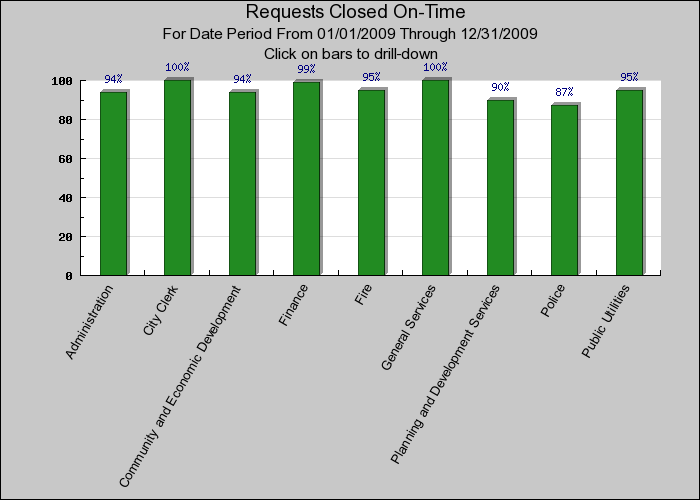 Requests Closed On-Time
For Date Period From 01/01/2009 Through 12/31/2009
Click on bars to drill-down
94%
100%
94%
99%
95%
100%
90%
87%
95%
100
80
60
40
20
0
Administration
City Clerk
Community and Economic Development
Finance
Fire
General Services
Planning and Development Services
Police
Public Utilities